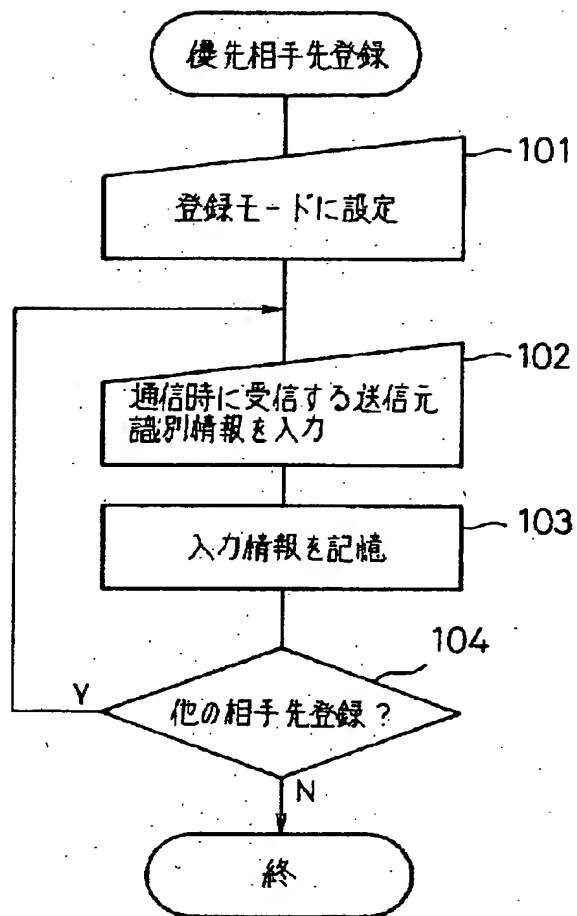 優先相手先登録
101
登録モードに設定
102
通信時に受信する送信元
識別情報を入力
103
入力情報を記憶
104
他の相手先登録?
Y
N
終